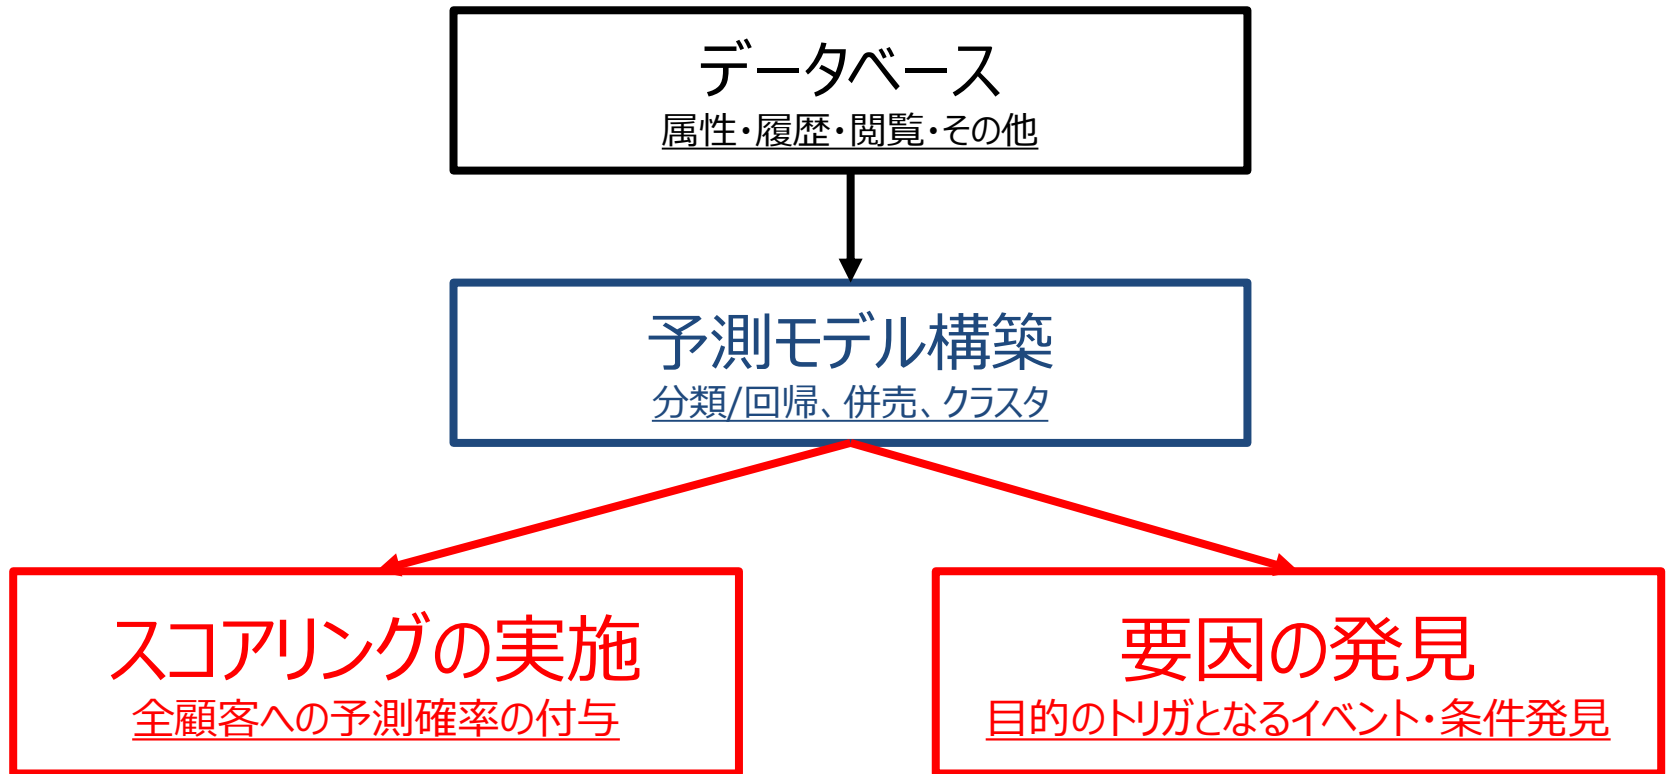 データベース
属性・履歴・閲覧・その他
予測モデル構築
分類/回帰、併売、クラスタ
スコアリングの実施
全顧客への予測確率の付与
要因の発見
目的のトリガとなるイベント・条件発見